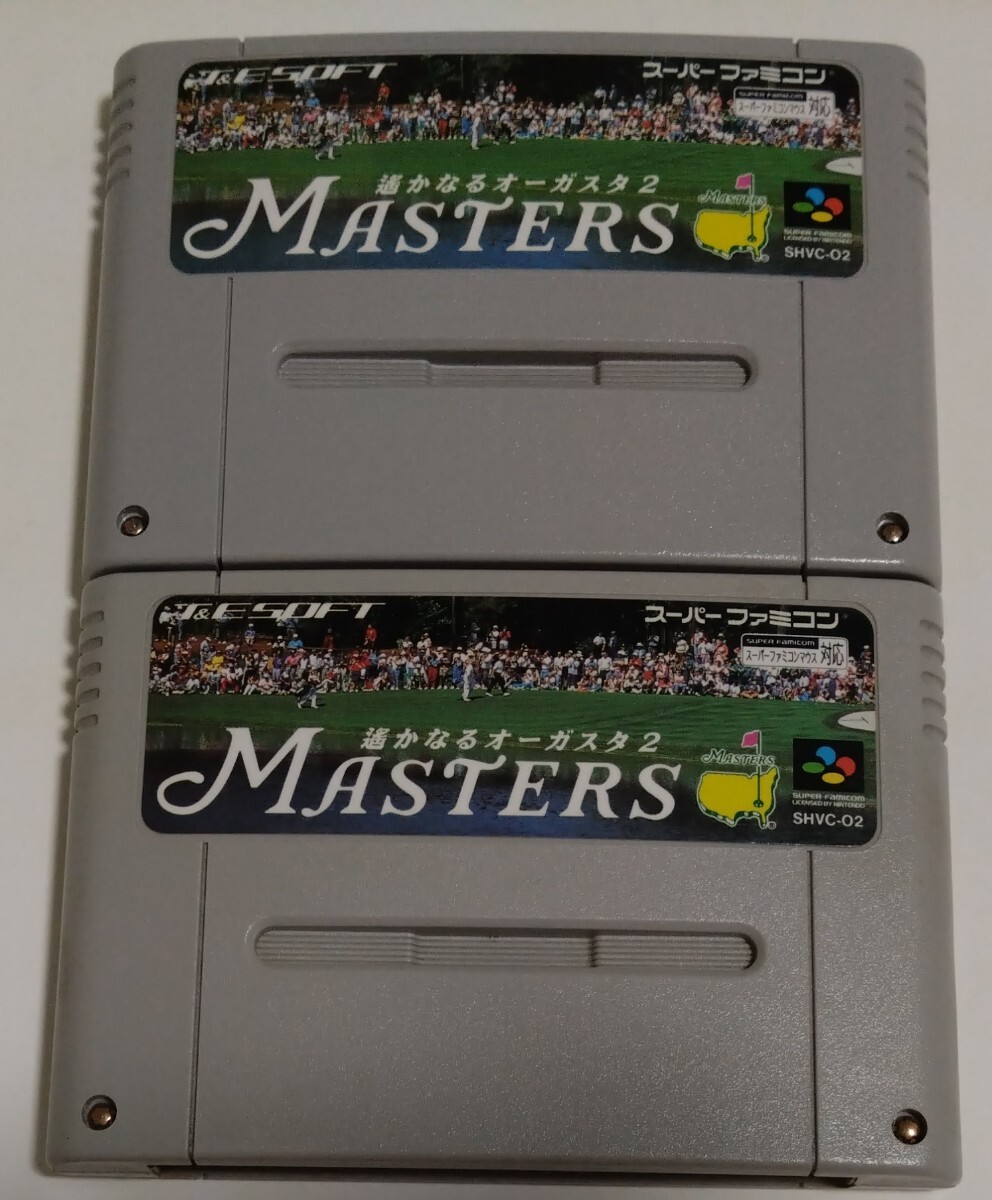 T&E SOFT
スーパーファミコン
SUPER FAMICOM
スーパーファミコンマウス 対応
遙かなるオーガスタ2
MASTERS
MASTERS
®
SUPER FAMICOM
LICENSED BY NINTENDO
SHVC-O2
T&E SOFT
スーパーファミコン
SUPER FAMICOM
スーパーファミコンマウス 対応
遙かなるオーガスタ2
MASTERS
MASTERS
®
SUPER FAMICOM
LICENSED BY NINTENDO
SHVC-O2